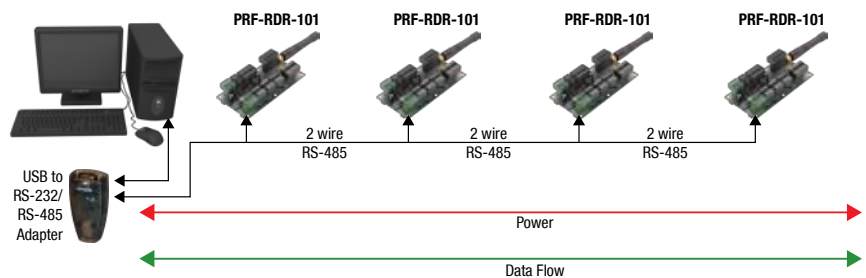 PRF-RDR-101
PRF-RDR-101
PRF-RDR-101
PRF-RDR-101
2 wire
RS-485
2 wire
RS-485
2 wire
RS-485
USB to
RS-232/
RS-485
Adapter
Power
Data Flow